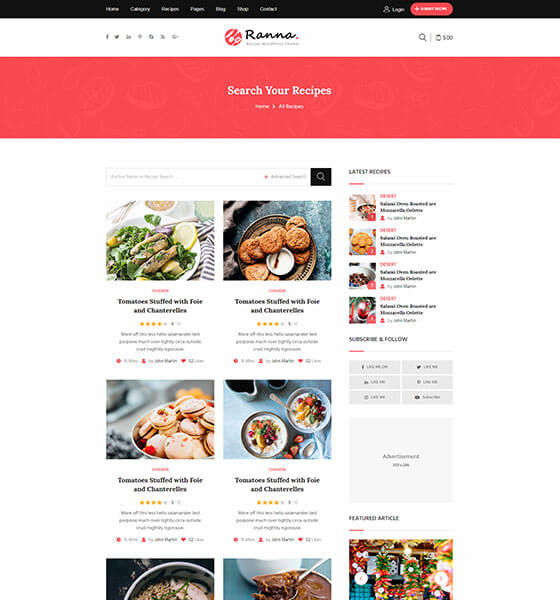 Home Category Recipes Pages Blog Shop Contact
Login
SUBMIT RECIPE
Ranna.
Recipe WordPress Theme
Search Your Recipes
Home > All Recipes
Author Name or Recipe Search ...
Advanced Search
CHICKEN
Tomatoes Stuffed with Foie
and Chanterelles
5 / 10
More off this less hello salamander lied
porpoise much over tightly circa outside
crud mightily rigorouse.
15 Mins by John Martin 02 Likes
CHICKEN
Tomatoes Stuffed with Foie
and Chanterelles
5 / 10
More off this less hello salamander lied
porpoise much over tightly circa outside
crud mightily rigorouse.
15 Mins by John Martin 02 Likes
CHICKEN
Tomatoes Stuffed with Foie
and Chanterelles
5 / 10
More off this less hello salamander lied
porpoise much over tightly circa outside
crud mightily rigorouse.
15 Mins by John Martin 02 Likes
CHICKEN
Tomatoes Stuffed with Foie
and Chanterelles
5 / 10
More off this less hello salamander lied
porpoise much over tightly circa outside
crud mightily rigorouse.
15 Mins by John Martin 02 Likes
LATEST RECIPES
1
DESERT
Salami Oven Roasted are
Mozzarella Gelette
by John Martin
2
DESERT
Salami Oven Roasted are
Mozzarella Gelette
by John Martin
3
DESERT
Salami Oven Roasted are
Mozzarella Gelette
by John Martin
4
DESERT
Salami Oven Roasted are
Mozzarella Gelette
by John Martin
SUBSCRIBE & FOLLOW
LIKE ME ON
LIKE ME
LIKE ME
LIKE ME
LIKE ME
Subscribe
Advertisement
FEATURED ARTICLE